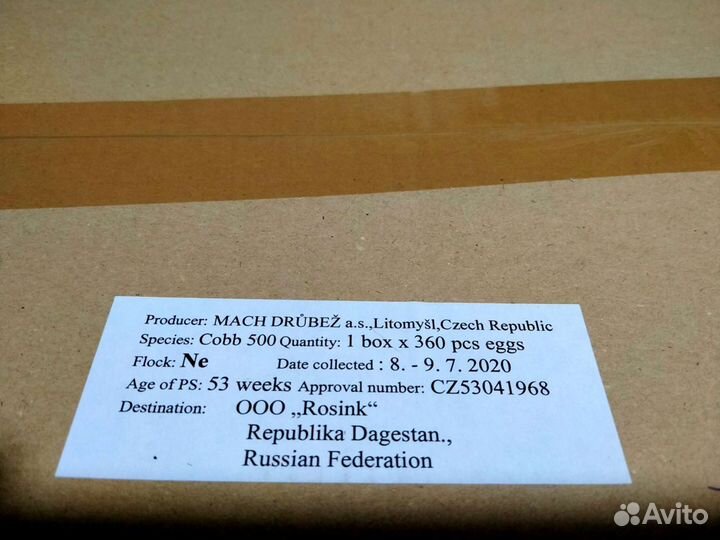 Producer: MACH DRŮBEŽ a.s.,Litomyšl,Czech Republic
Species: Cobb 500 Quantity: 1 box x 360 pcs eggs
Flock: Ne Date collected : 8. - 9. 7. 2020
Age of PS: 53 weeks Approval number: CZ53041968
Destination: OOO „Rosink“
Republika Dagestan.,
Russian Federation
Avito